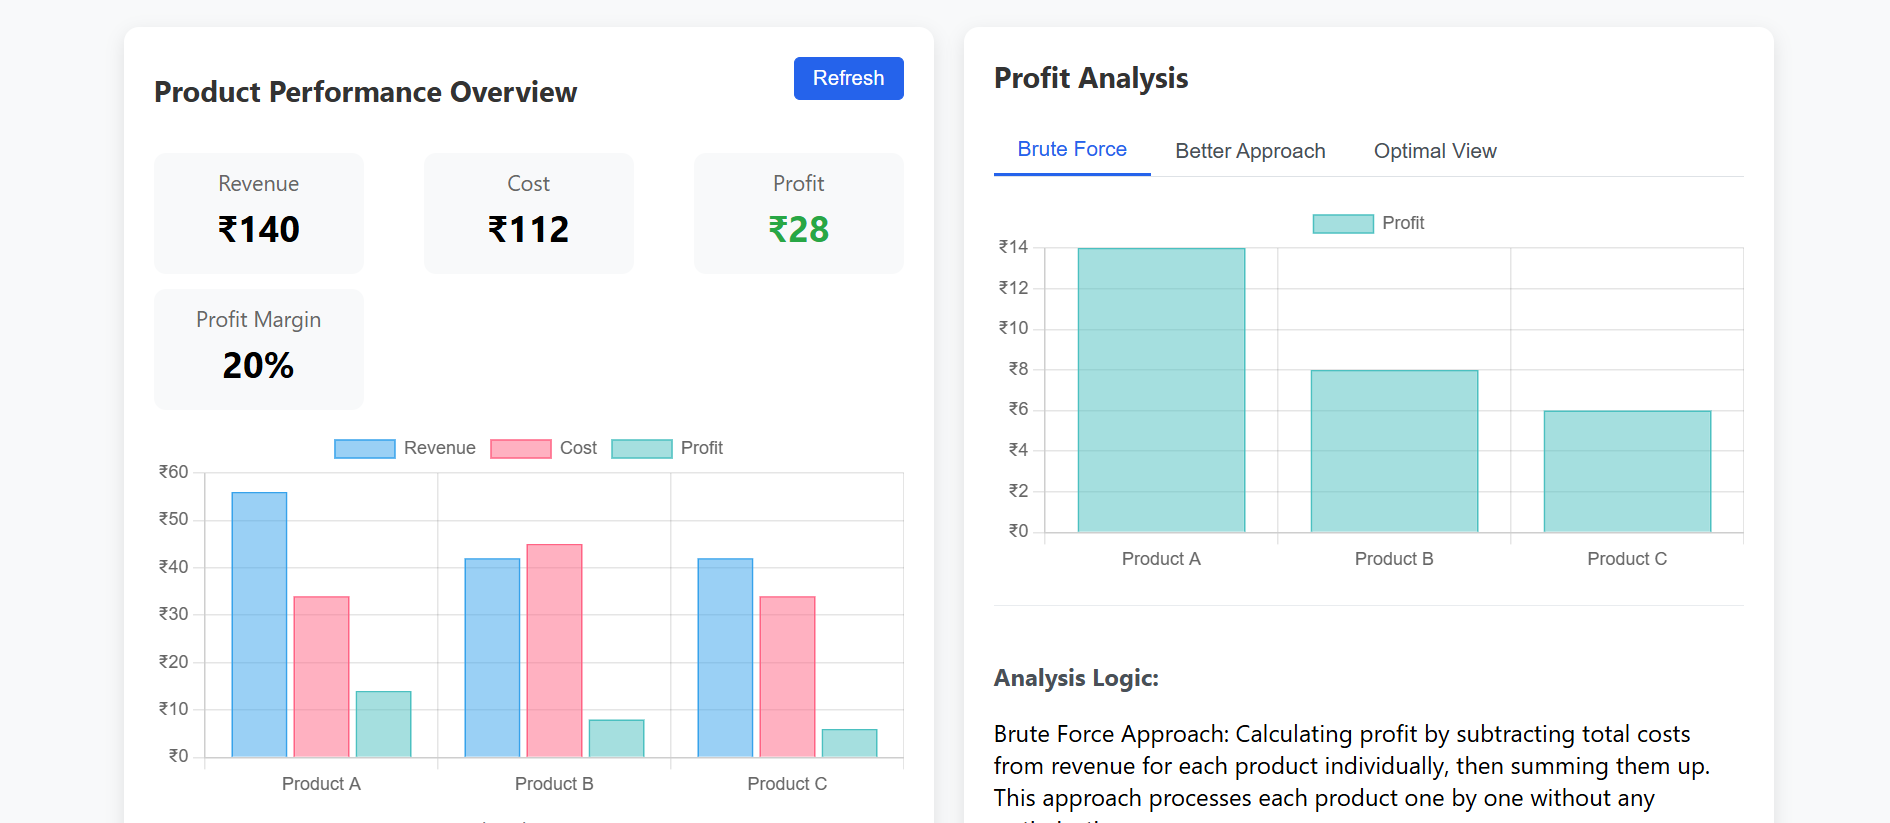 Product Performance Overview
Refresh
Revenue
₹140
Cost
₹112
Profit
₹28
Profit Margin
20%
Revenue Cost Profit
₹60
₹50
₹40
₹30
₹20
₹10
₹0
Product A Product B Product C
Profit Analysis
Brute Force Better Approach Optimal View
Profit
₹14
₹12
₹10
₹8
₹6
₹4
₹2
₹0
Product A Product B Product C
Analysis Logic:
Brute Force Approach: Calculating profit by subtracting total costs
from revenue for each product individually, then summing them up.
This approach processes each product one by one without any